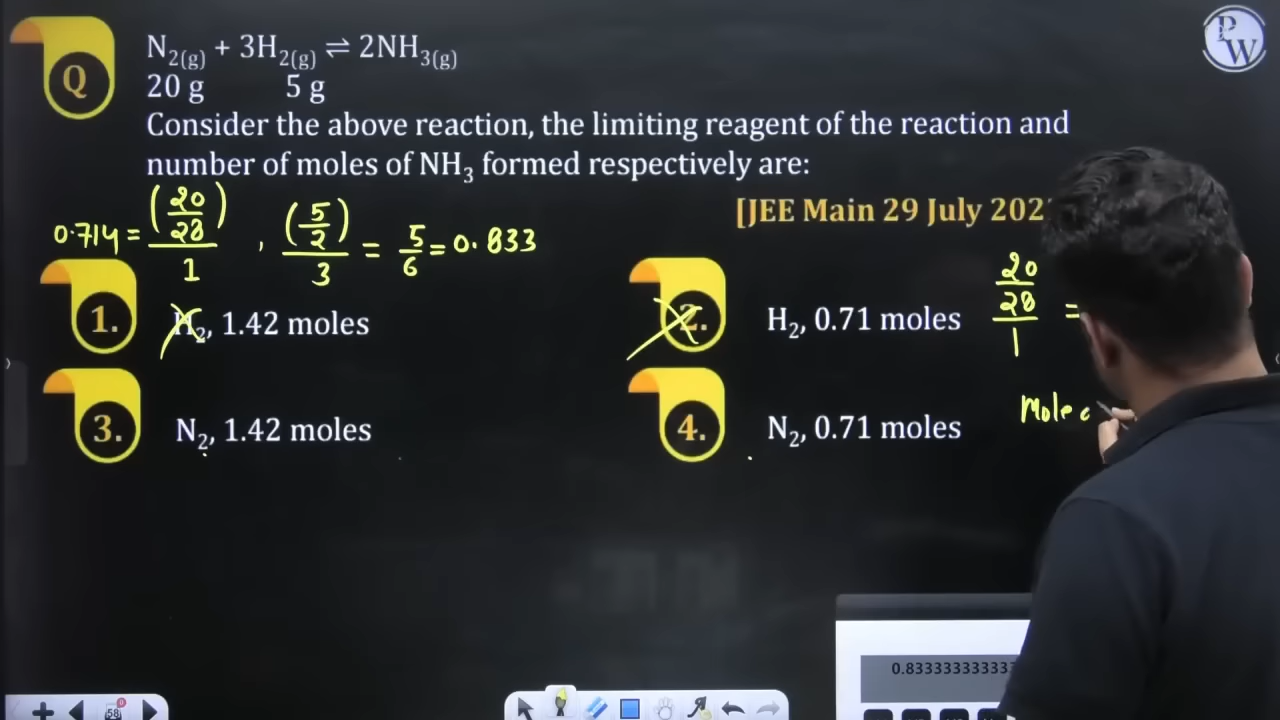 Q
N₂(g) + 3H₂(g) ⇌ 2NH₃(g)
20 g 5 g
Consider the above reaction, the limiting reagent of the reaction and
number of moles of NH₃ formed respectively are:
[JEE Main 29 July
0.714 = (20/28)/1 , (5/2)/3 = 5/6 = 0.833
1. H₂, 1.42 moles
2. H₂, 0.71 moles
3. N₂, 1.42 moles
4. N₂, 0.71 moles
(20/28)/1 =
Mole
PW
58